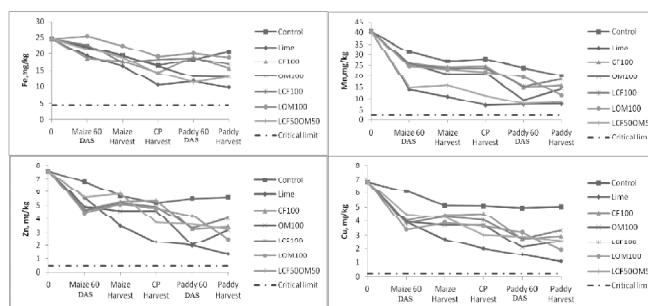 Fe, mg/kg
30
25
20
15
10
5
0
0
Maize 60 DAS
Maize Harvest
CP Harvest
Paddy 60 DAS
Paddy Harvest
Control
Lime
CF100
OM100
LCF100
LOM100
LCF50OM50
Critical limit
Mn, mg/kg
45
40
35
30
25
20
15
10
5
0
0
Maize 60 DAS
Maize Harvest
CP Harvest
Paddy 60 DAS
Paddy Harvest
Control
Lime
CF100
OM100
LCF100
LOM100
LCF50OM50
Critical limit
Zn, mg/kg
8
7
6
5
4
3
2
1
0
0
Maize 60 DAS
Maize Harvest
CP Harvest
Paddy 60 DAS
Paddy Harvest
Control
Lime
CF100
OM100
LCF100
LOM100
LCF50OM50
Critical limit
Cu, mg/kg
8
7
6
5
4
3
2
1
0
0
Maize 60 DAS
Maize Harvest
CP Harvest
Paddy 60 DAS
Paddy Harvest
Control
Lime
CF100
OM100
LCF100
LOM100
LCF50OM50
Critical limit